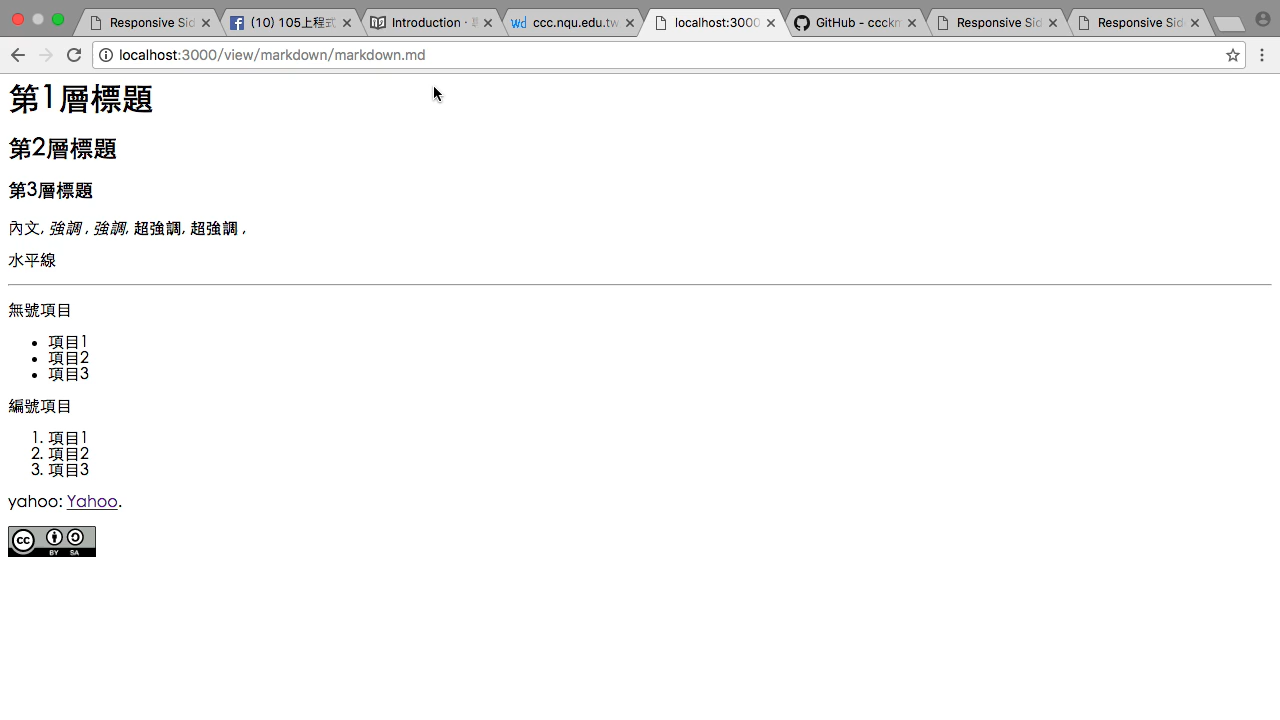 Responsive Sid
(10) 105上程式
Introduction ·
ccc.nqu.edu.tw
localhost:3000
GitHub - ccckm
Responsive Sid
Responsive Sid
localhost:3000/view/markdown/markdown.md
第1層標題
第2層標題
第3層標題
內文, 強調 , 強調, 超強調, 超強調 ,
水平線
無號項目
• 項目1
• 項目2
• 項目3
編號項目
1. 項目1
2. 項目2
3. 項目3
yahoo: Yahoo.
cc BY SA